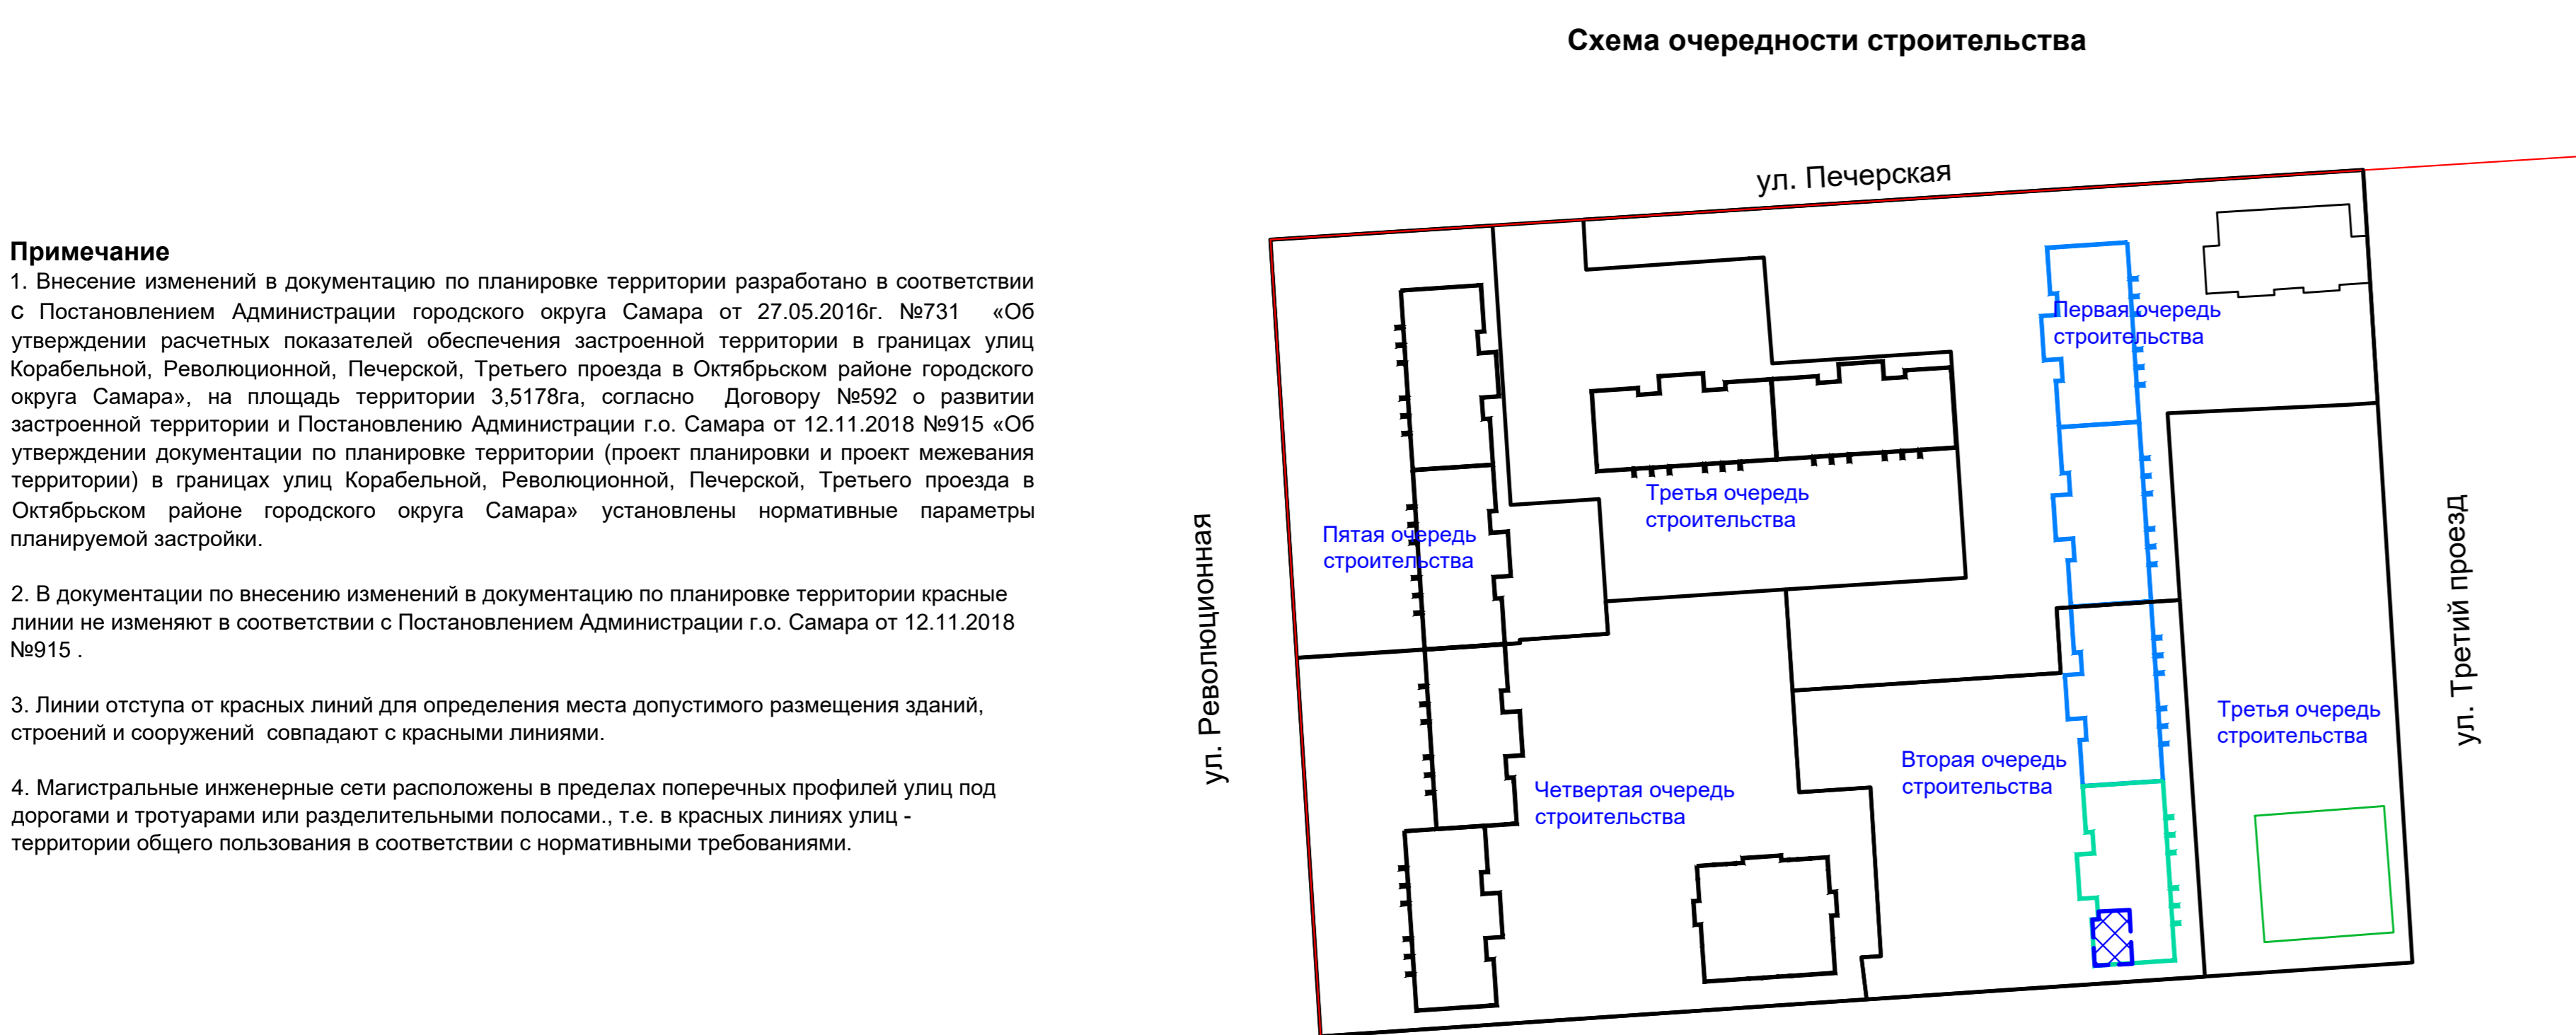 Схема очередности строительства
Примечание
1. Внесение изменений в документацию по планировке территории разработано в соответствии
с Постановлением Администрации городского округа Самара от 27.05.2016г. №731 «Об
утверждении расчетных показателей обеспечения застроенной территории в границах улиц
Корабельной, Революционной, Печерской, Третьего проезда в Октябрьском районе городского
округа Самара», на площадь территории 3,5178га, согласно Договору №592 о развитии
застроенной территории и Постановлению Администрации г.о. Самара от 12.11.2018 №915 «Об
утверждении документации по планировке территории (проект планировки и проект межевания
территории) в границах улиц Корабельной, Революционной, Печерской, Третьего проезда в
Октябрьском районе городского округа Самара» установлены нормативные параметры
планируемой застройки.
2. В документации по внесению изменений в документацию по планировке территории красные
линии не изменяют в соответствии с Постановлением Администрации г.о. Самара от 12.11.2018
№915 .
3. Линии отступа от красных линий для определения места допустимого размещения зданий,
строений и сооружений совпадают с красными линиями.
4. Магистральные инженерные сети расположены в пределах поперечных профилей улиц под
дорогами и тротуарами или разделительными полосами., т.е. в красных линиях улиц -
территории общего пользования в соответствии с нормативными требованиями.
ул. Печерская
Первая очередь
строительства
Третья очередь
строительства
Пятая очередь
строительства
ул. Революционная
ул. Третий проезд
Третья очередь
строительства
Вторая очередь
строительства
Четвертая очередь
строительства